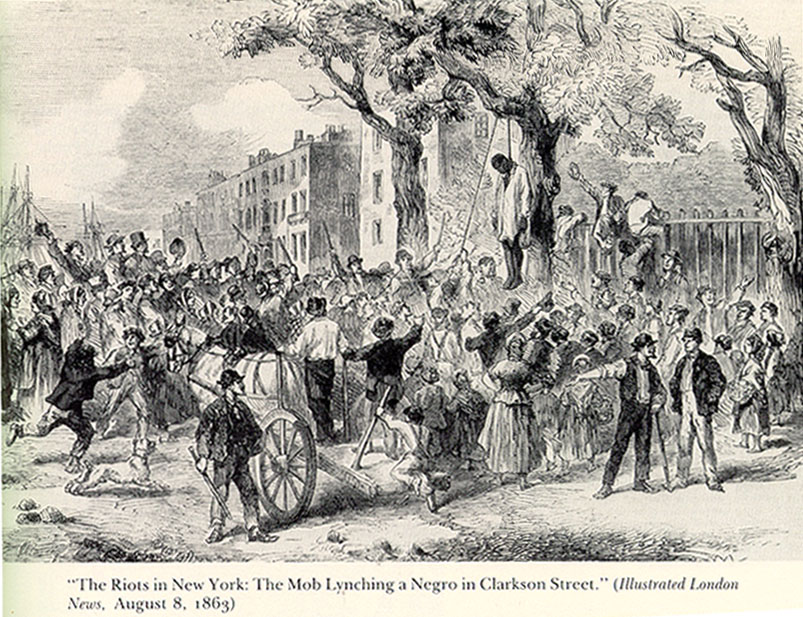 "The Riots in New York: The Mob Lynching a Negro in Clarkson Street." (Illustrated London
News, August 8, 1863)